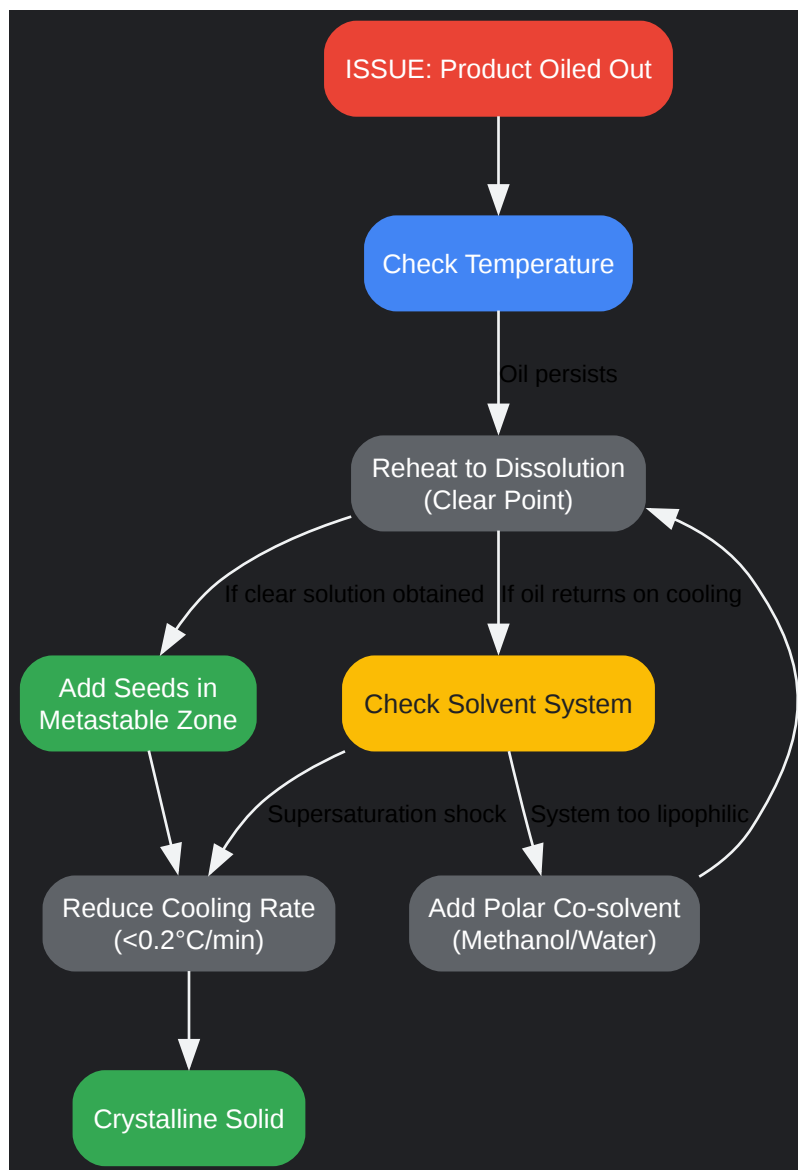 ISSUE: Product Oiled Out
Check Temperature
Oil persists
Reheat to Dissolution
(Clear Point)
If clear solution obtained
If oil returns on cooling
Add Seeds in
Metastable Zone
Check Solvent System
Supersaturation shock
System too lipophilic
Reduce Cooling Rate
(<0.2°C/min)
Add Polar Co-solvent
(Methanol/Water)
Crystalline Solid